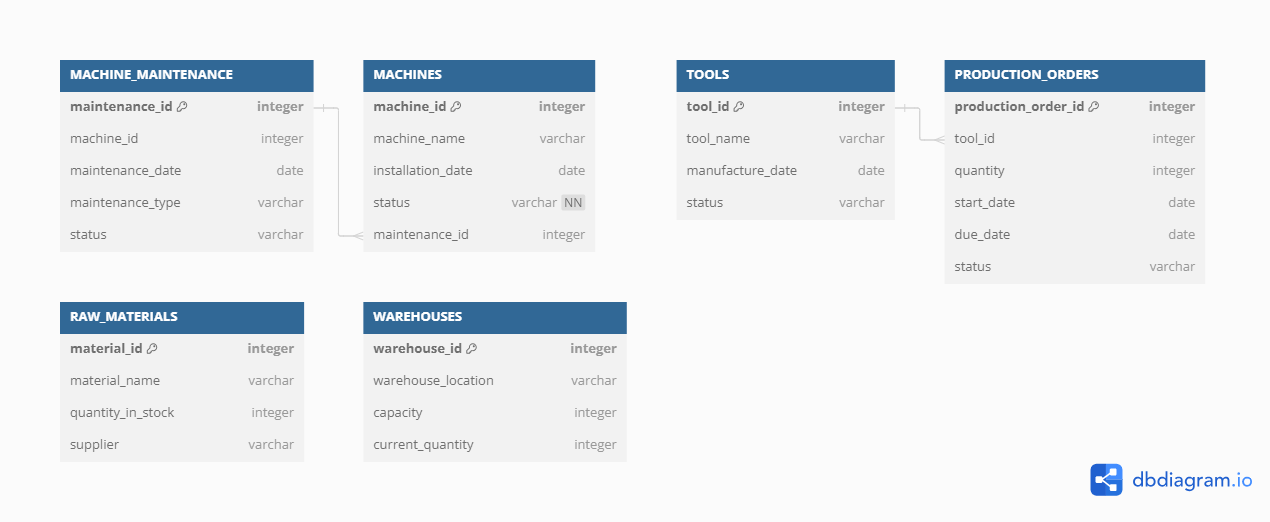 MACHINE_MAINTENANCE
maintenance_id integer
machine_id integer
maintenance_date date
maintenance_type varchar
status varchar
MACHINES
machine_id integer
machine_name varchar
installation_date date
status varchar NN
maintenance_id integer
TOOLS
tool_id integer
tool_name varchar
manufacture_date date
status varchar
PRODUCTION_ORDERS
production_order_id integer
tool_id integer
quantity integer
start_date date
due_date date
status varchar
RAW_MATERIALS
material_id integer
material_name varchar
quantity_in_stock integer
supplier varchar
WAREHOUSES
warehouse_id integer
warehouse_location varchar
capacity integer
current_quantity integer
dbdiagram.io